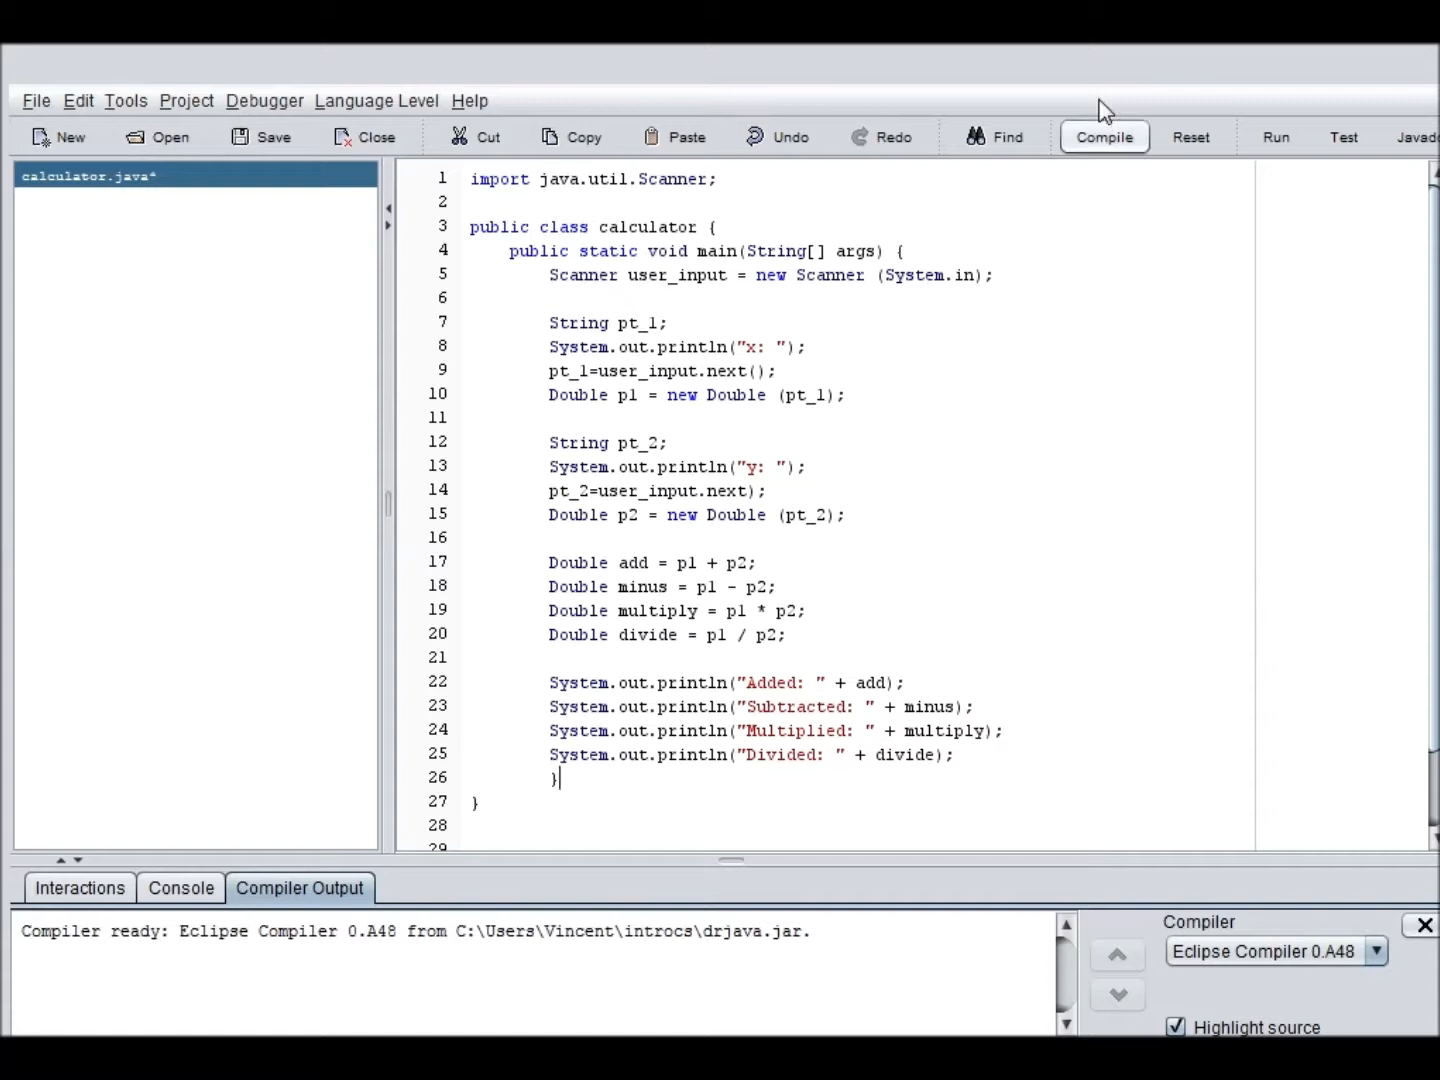 File Edit Tools Project Debugger Language Level Help
New Open Save Close Cut Copy Paste Undo Redo Find Compile Reset Run Test Javad
calculator.java*
1 import java.util.Scanner;
2
3 public class calculator {
4 public static void main(String[] args) {
5 Scanner user_input = new Scanner (System.in);
6
7 String pt_1;
8 System.out.println("x: ");
9 pt_1=user_input.next();
10 Double p1 = new Double (pt_1);
11
12 String pt_2;
13 System.out.println("y: ");
14 pt_2=user_input.next);
15 Double p2 = new Double (pt_2);
16
17 Double add = p1 + p2;
18 Double minus = p1 - p2;
19 Double multiply = p1 * p2;
20 Double divide = p1 / p2;
21
22 System.out.println("Added: " + add);
23 System.out.println("Subtracted: " + minus);
24 System.out.println("Multiplied: " + multiply);
25 System.out.println("Divided: " + divide);
26 }
27 }
28
29
Interactions Console Compiler Output
Compiler ready: Eclipse Compiler 0.A48 from C:\Users\Vincent\introcs\drjava.jar.
Compiler
Eclipse Compiler 0.A48
Highlight source